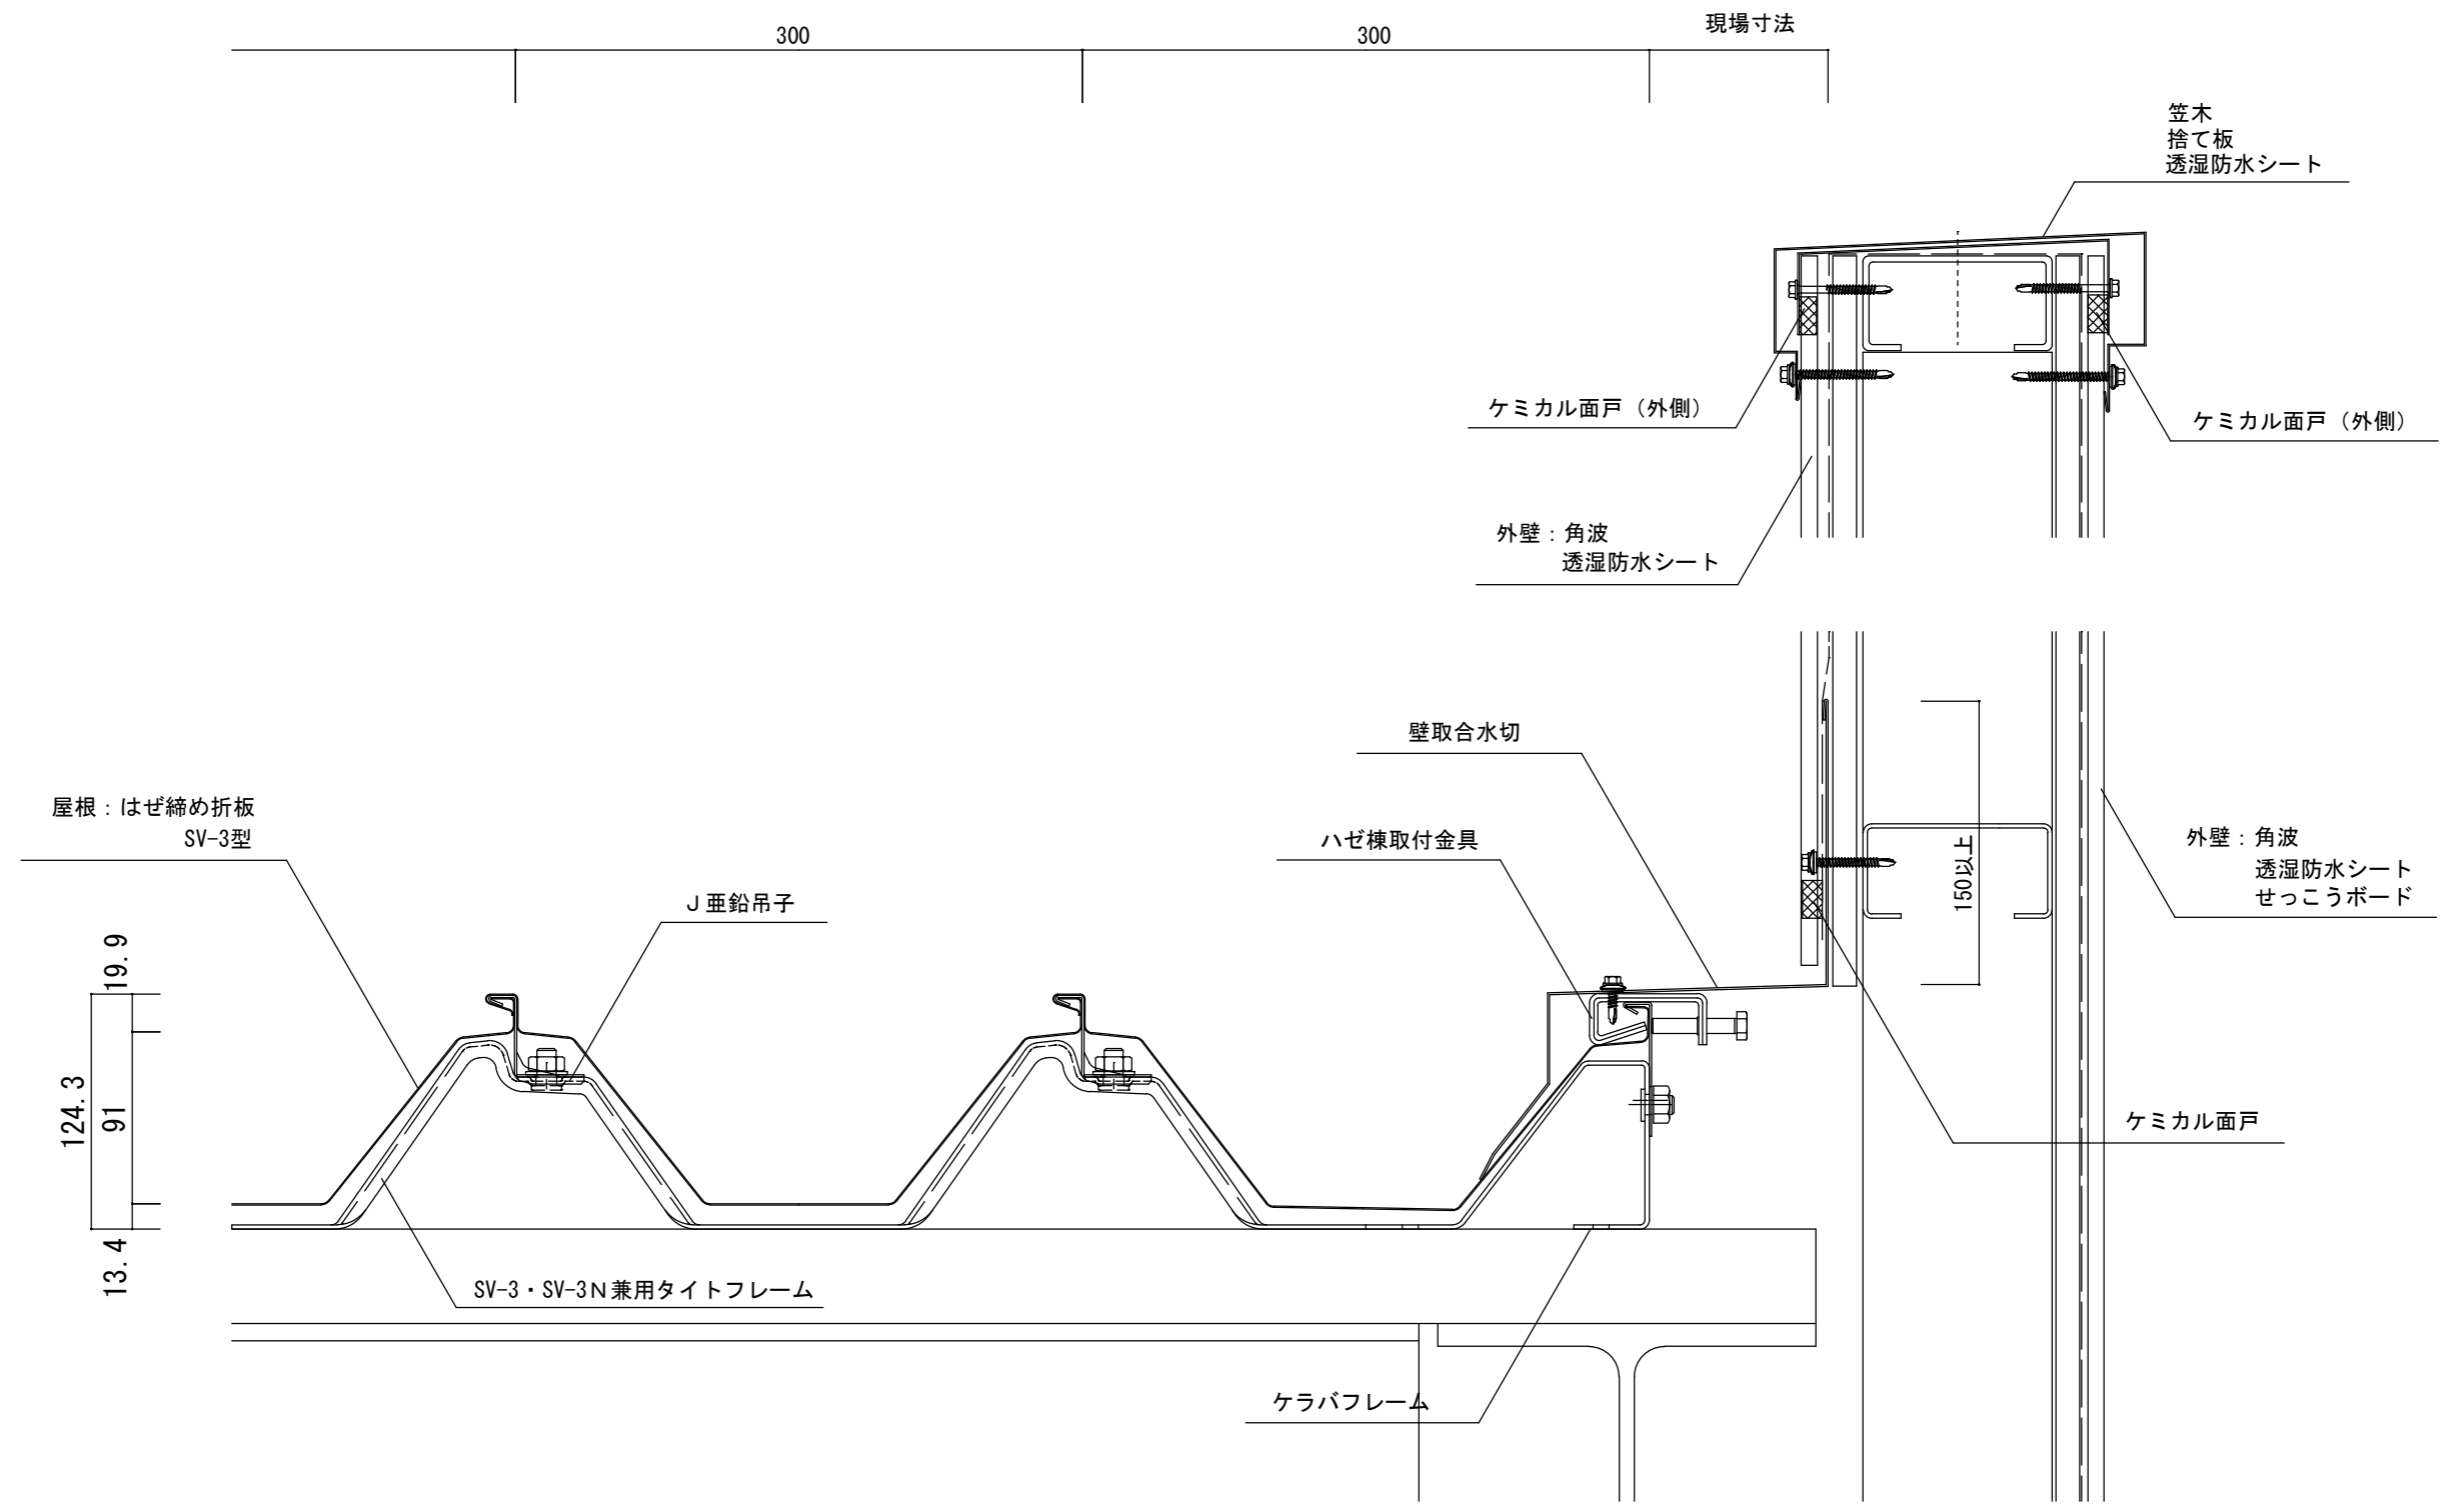 300
300
現場寸法
笠木
捨て板
透湿防水シート
ケミカル面戸（外側）
ケミカル面戸（外側）
外壁：角波
透湿防水シート
壁取合水切
屋根：はぜ締め折板
SV-3型
ハゼ棟取付金具
J亜鉛吊子
150以上
外壁：角波
透湿防水シート
せっこうボード
19.9
124.3
91
13.4
ケミカル面戸
SV-3・SV-3N兼用タイトフレーム
ケラバフレーム